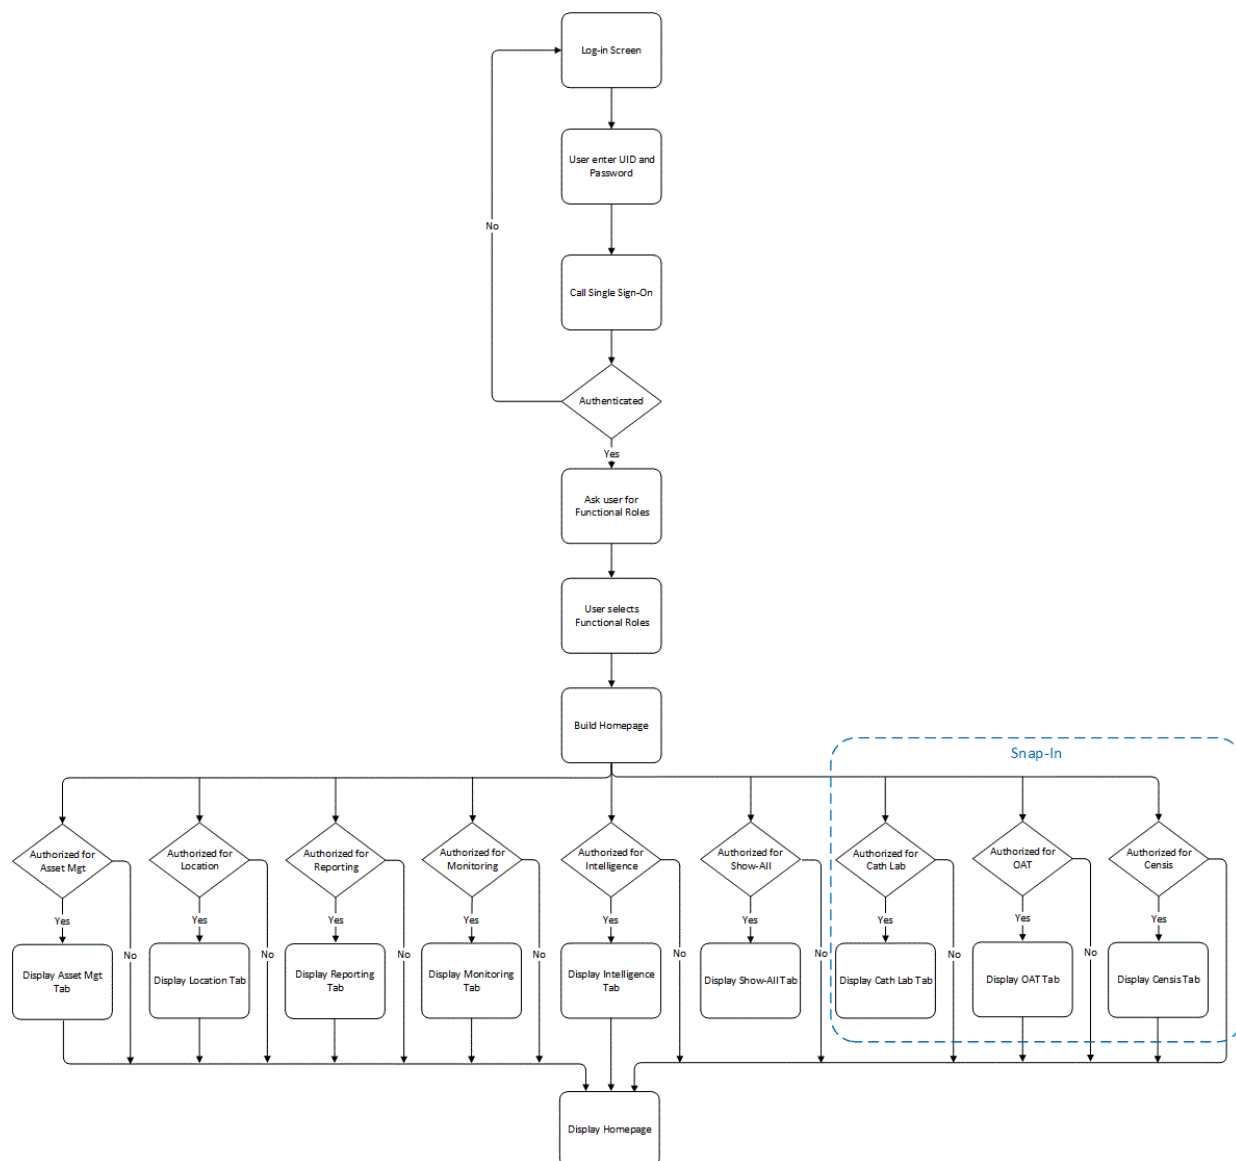 Log-in Screen
User enter UID and
Password
No
Call Single Sign-On
Authenticated
Yes
Ask user for
Functional Roles
User selects
Functional Roles
Build Homepage
Snap-In
Authorized for
Asset Mgt
Authorized for
Location
Authorized for
Reporting
Authorized for
Monitoring
Authorized for
Intelligence
Authorized for
Show-All
Authorized for
Cath Lab
Authorized for
OAT
Authorized for
Censis
Yes
Yes
Yes
Yes
Yes
Yes
Yes
Yes
Yes
No
No
No
No
No
No
No
No
Display Asset Mgt
Tab
Display Location Tab
Display Reporting
Tab
Display Monitoring
Tab
Display Intelligence
Tab
Display Show-All Tab
Display Cath Lab Tab
Display OAT Tab
Display Censis Tab
Display Homepage